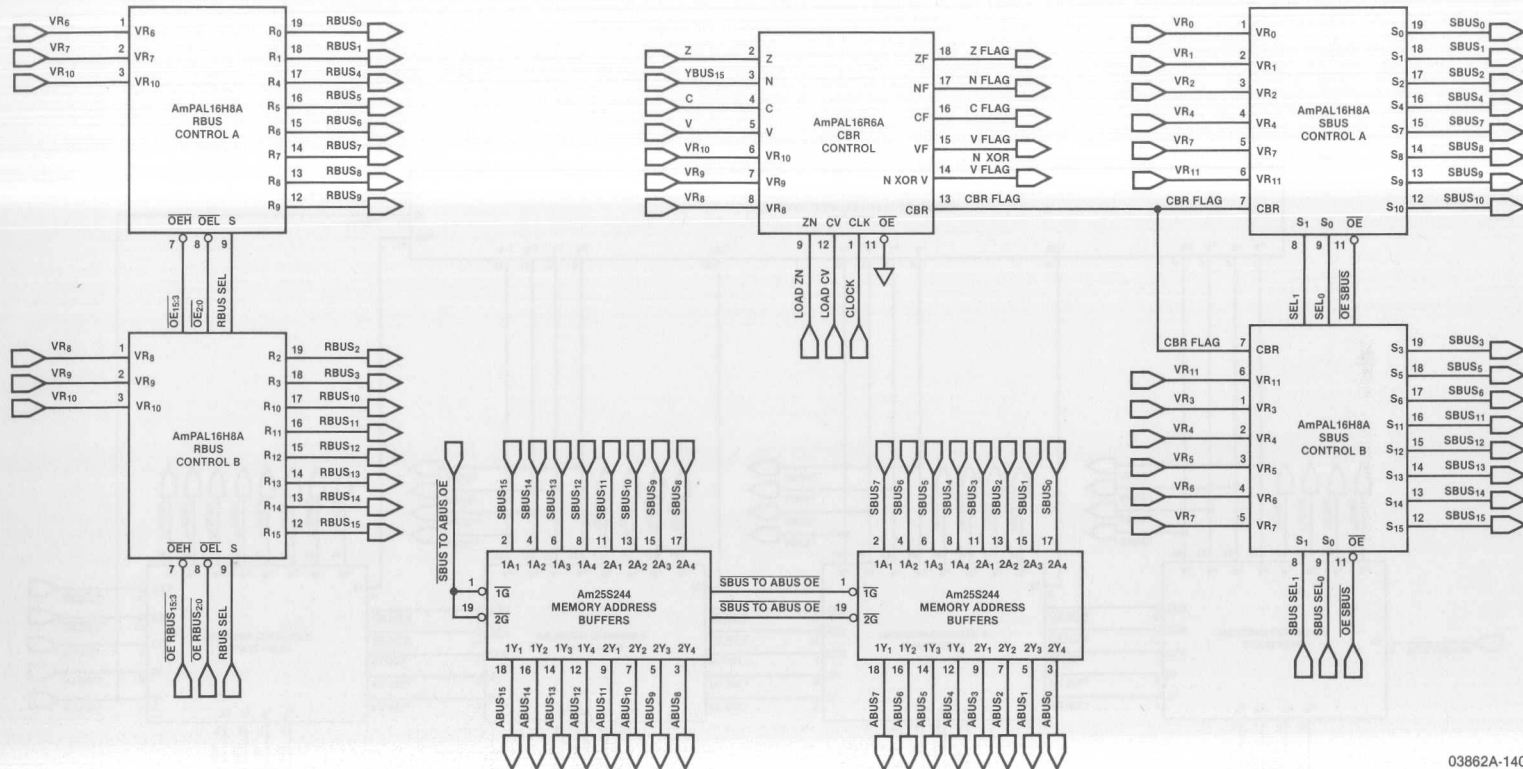 VR6 1 VR6
VR7 2 VR7
VR10 3 VR10
AmPAL16H8A
RBUS
CONTROL A
R0 19 RBUS0
R1 18 RBUS1
R4 17 RBUS4
R5 16 RBUS5
R6 15 RBUS6
R7 14 RBUS7
R8 13 RBUS8
R9 12 RBUS9
OEH OEL S
7 8 9
OE15:3
OE2:0
RBUS SEL
VR8 1 VR8
VR9 2 VR9
VR10 3 VR10
AmPAL16H8A
RBUS
CONTROL B
R2 19 RBUS2
R3 18 RBUS3
R10 17 RBUS10
R11 16 RBUS11
R12 15 RBUS12
R13 14 RBUS13
R14 13 RBUS14
R15 12 RBUS15
OEH OEL S
7 8 9
OE RBUS15:3
OE RBUS2:0
RBUS SEL
Z 2 Z
YBUS15 3 N
C 4 C
V 5 V
VR10 6 VR10
VR9 7 VR9
VR8 8 VR8
AmPAL16R6A
CBR
CONTROL
ZF 18 Z FLAG
NF 17 N FLAG
CF 16 C FLAG
VF 15 V FLAG
N XOR
N XOR V 14 V FLAG
CBR 13 CBR FLAG
ZN CV CLK OE
9 12 1 11
LOAD ZN
LOAD CV
CLOCK
VR0 1 VR0
VR1 2 VR1
VR2 3 VR2
VR4 4 VR4
VR7 5 VR7
VR11 6 VR11
CBR FLAG 7 CBR
AmPAL16H8A
SBUS
CONTROL A
S0 19 SBUS0
S1 18 SBUS1
S2 17 SBUS2
S4 16 SBUS4
S7 15 SBUS7
S8 14 SBUS8
S9 13 SBUS9
S10 12 SBUS10
S1 S0 OE
8 9 11
SEL1
SEL0
OE SBUS
CBR FLAG 7 CBR
VR11 6 VR11
VR3 1 VR3
VR4 2 VR4
VR5 3 VR5
VR6 4 VR6
VR7 5 VR7
AmPAL16H8A
SBUS
CONTROL B
S3 19 SBUS3
S5 18 SBUS5
S6 17 SBUS6
S11 16 SBUS11
S12 15 SBUS12
S13 14 SBUS13
S14 13 SBUS14
S15 12 SBUS15
S1 S0 OE
8 9 11
SBUS SEL1
SBUS SEL0
OE SBUS
SBUS TO ABUS OE
SBUS15 SBUS14 SBUS13 SBUS12 SBUS11 SBUS10 SBUS9 SBUS8
2 4 6 8 11 13 15 17
1A1 1A2 1A3 1A4 2A1 2A2 2A3 2A4
1 1G
19 2G
Am25S244
MEMORY ADDRESS
BUFFERS
1Y1 1Y2 1Y3 1Y4 2Y1 2Y2 2Y3 2Y4
18 16 14 12 9 7 5 3
ABUS15 ABUS14 ABUS13 ABUS12 ABUS11 ABUS10 ABUS9 ABUS8
SBUS7 SBUS6 SBUS5 SBUS4 SBUS3 SBUS2 SBUS1 SBUS0
2 4 6 8 11 13 15 17
1A1 1A2 1A3 1A4 2A1 2A2 2A3 2A4
SBUS TO ABUS OE 1 1G
SBUS TO ABUS OE 19 2G
Am25S244
MEMORY ADDRESS
BUFFERS
1Y1 1Y2 1Y3 1Y4 2Y1 2Y2 2Y3 2Y4
18 16 14 12 9 7 5 3
ABUS7 ABUS6 ABUS5 ABUS4 ABUS3 ABUS2 ABUS1 ABUS0
03862A-140